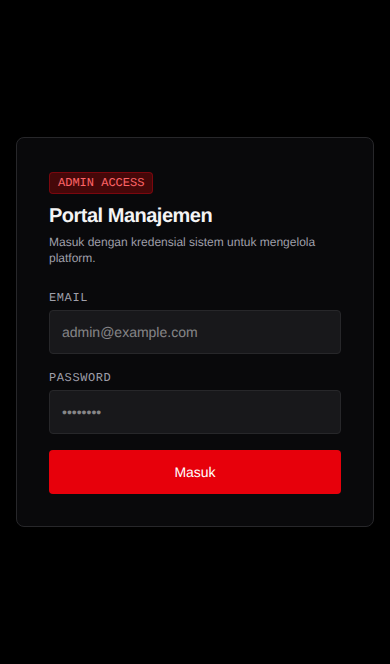 ADMIN ACCESS
Portal Manajemen
Masuk dengan kredensial sistem untuk mengelola
platform.
EMAIL
admin@example.com
PASSWORD
••••••••
Masuk